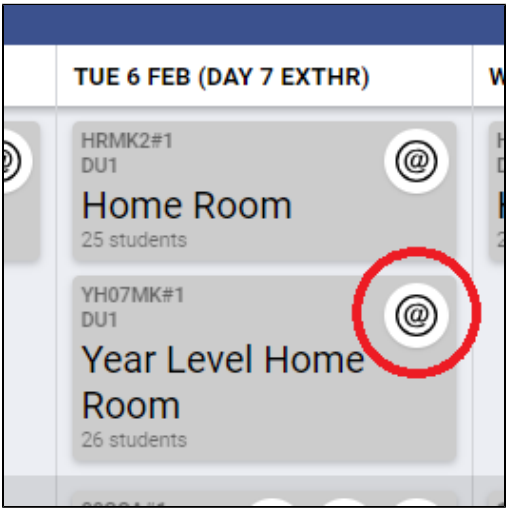 TUE 6 FEB (DAY 7 EXTHR)
HRMK2#1
DU1
@
Home Room
25 students
YH07MK#1
DU1
@
Year Level Home
Room
26 students